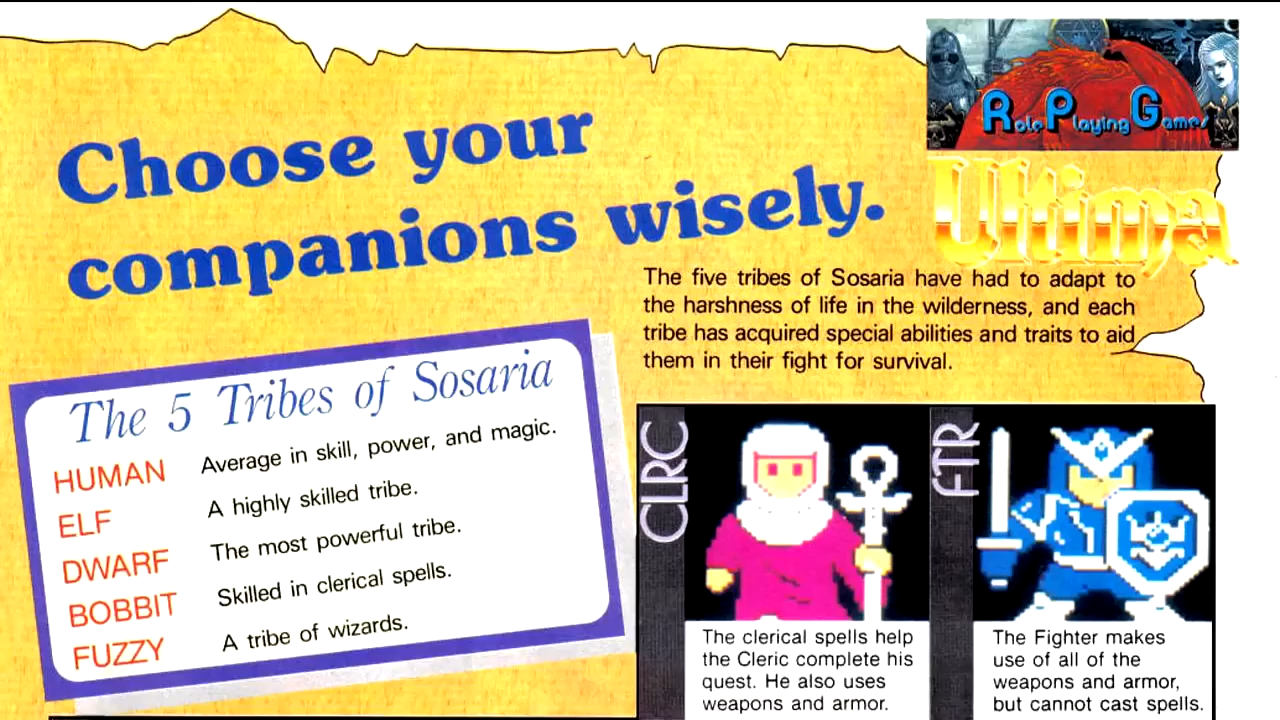 Choose your
companions wisely.
Role Playing Games
Ultima
The five tribes of Sosaria have had to adapt to
the harshness of life in the wilderness, and each
tribe has acquired special abilities and traits to aid
them in their fight for survival.
The 5 Tribes of Sosaria
HUMAN Average in skill, power, and magic.
ELF A highly skilled tribe.
DWARF The most powerful tribe.
BOBBIT Skilled in clerical spells.
FUZZY A tribe of wizards.
CLRC
The clerical spells help
the Cleric complete his
quest. He also uses
weapons and armor.
FTR
The Fighter makes
use of all of the
weapons and armor,
but cannot cast spells.